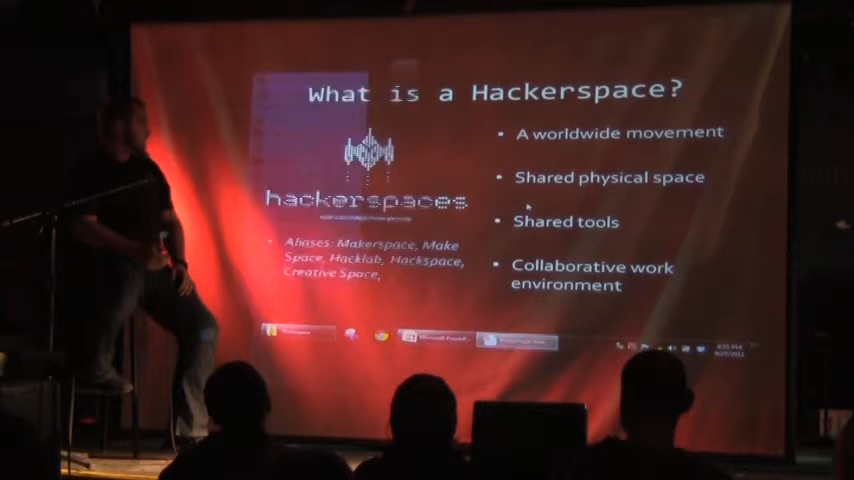 What is a Hackerspace?
hackerspaces
• Aliases: Makerspace, Make
Space, Hacklab, Hackspace,
Creative Space,
• A worldwide movement
• Shared physical space
• Shared tools
• Collaborative work
environment